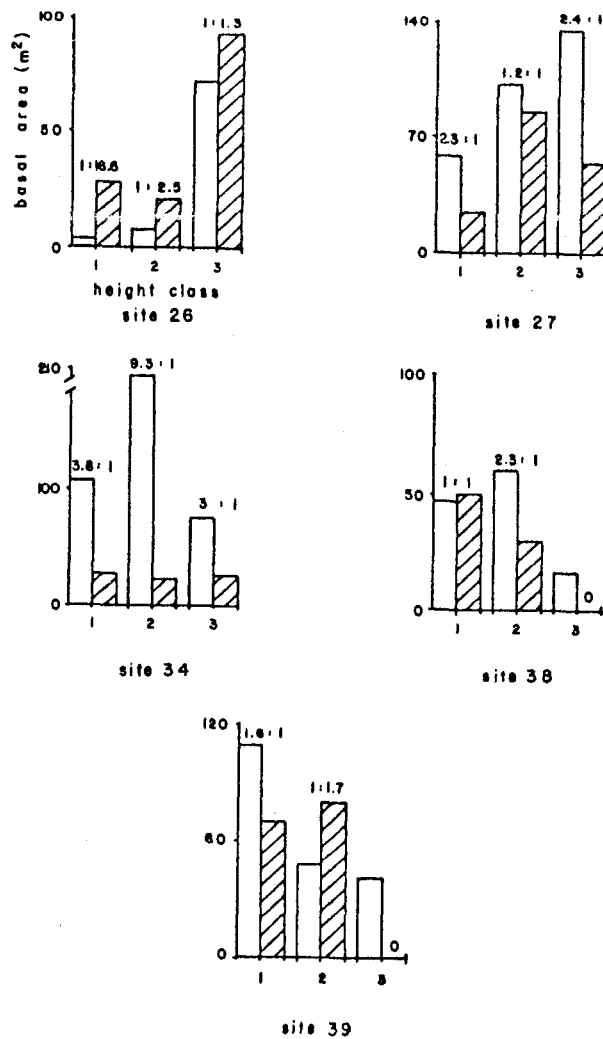 100
1:1.3
50
1:16.6
1:2.5
0
basal area (m²)
1 2 3
height class
site 26
140
2.4:1
1.2:1
70
2.3:1
0
1 2 3
site 27
210
9.3:1
3.8:1
100
3:1
0
1 2 3
site 34
100
2.3:1
1:1
50
0
0
1 2 3
site 38
120
1.6:1
1:1.7
60
0
0
1 2 3
site 39